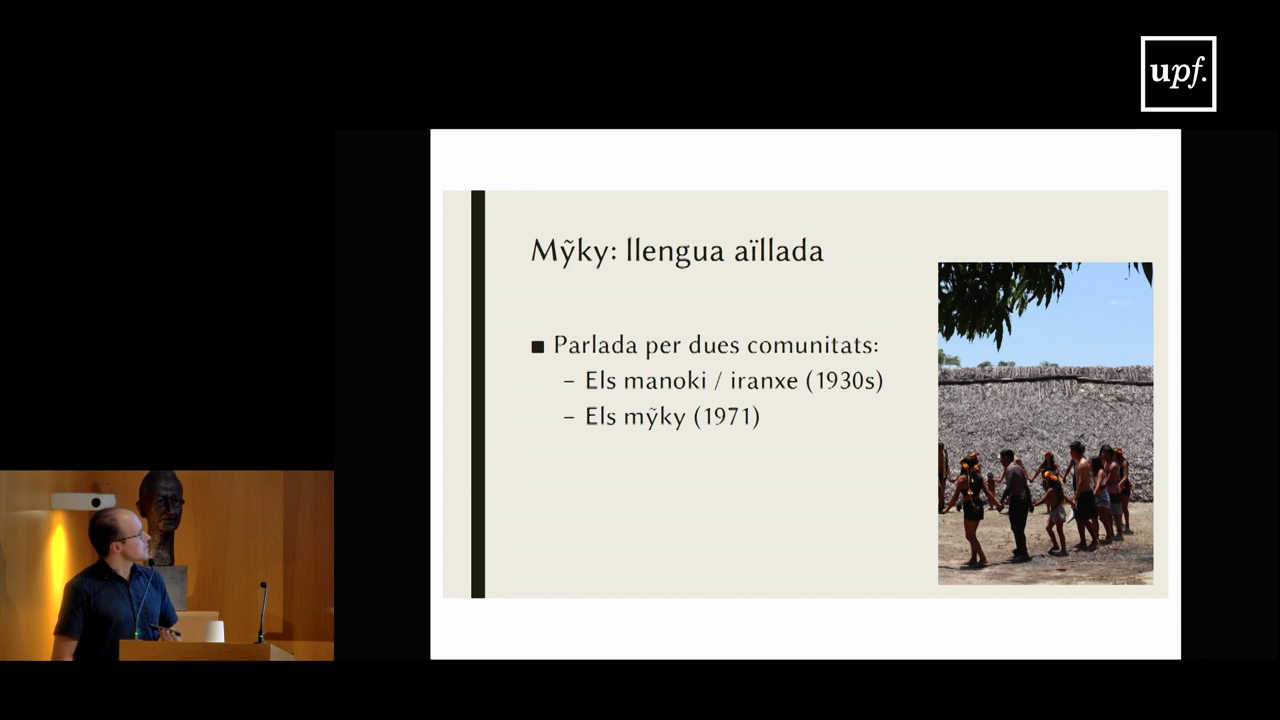 upf.
Mỹky: llengua aïllada
Parlada per dues comunitats:
– Els manoki / iranxe (1930s)
– Els mỹky (1971)